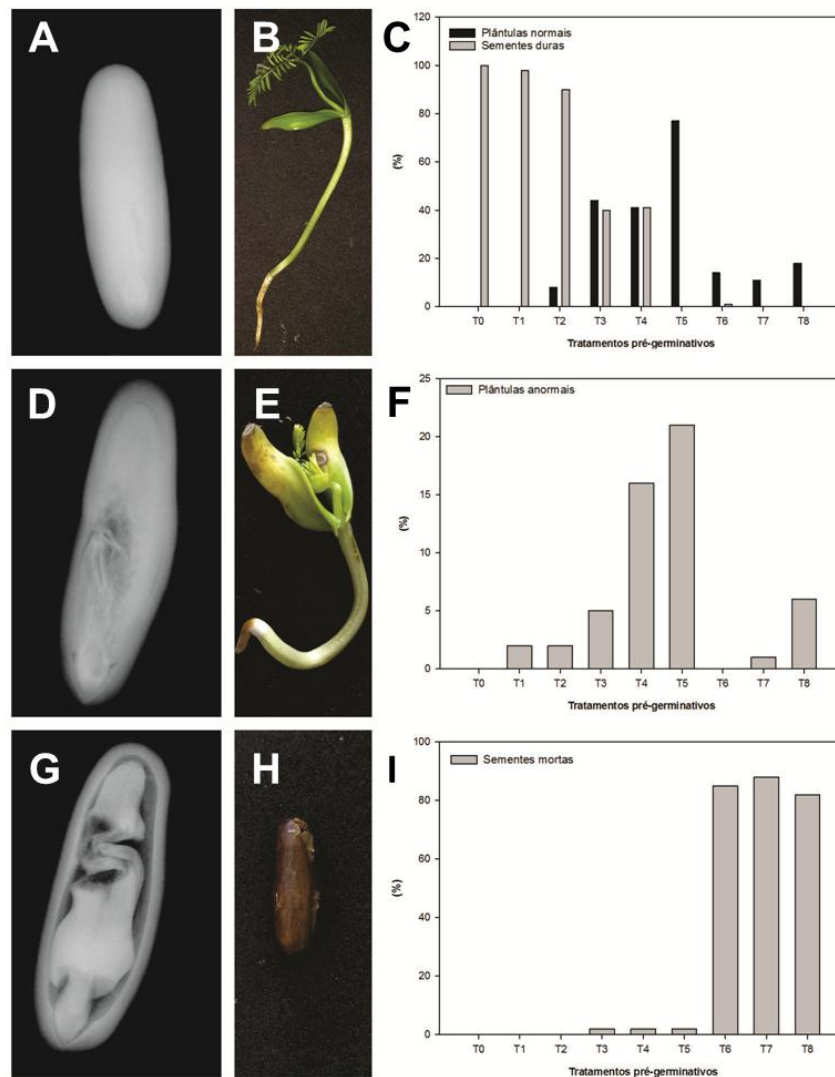 A
B
C
120
100
80
60
40
20
0
(%)
Plântulas normais
Sementes duras
T0 T1 T2 T3 T4 T5 T6 T7 T8
Tratamentos pré-germinativos
D
E
F
25
20
15
10
5
0
(%)
Plântulas anormais
T0 T1 T2 T3 T4 T5 T6 T7 T8
Tratamentos pré-germinativos
G
H
I
100
80
60
40
20
0
(%)
Sementes mortas
T0 T1 T2 T3 T4 T5 T6 T7 T8
Tratamentos pré-germinativos